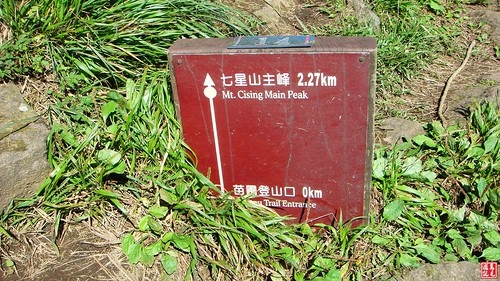 七星山主峰 2.27km
Mt. Cising Main Peak
苗圃登山口 0km
Trail Entrance